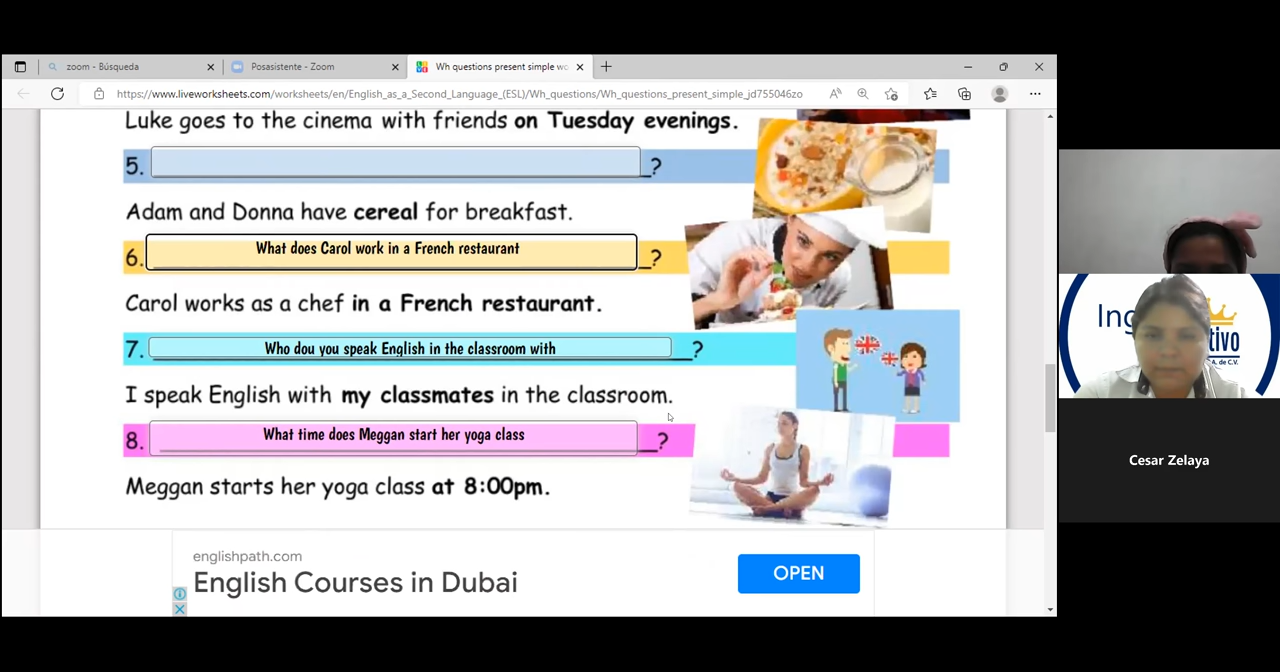 zoom - Búsqueda
Posasistente - Zoom
Wh questions present simple wo
https://www.liveworksheets.com/worksheets/en/English_as_a_Second_Language_(ESL)/Wh_questions/Wh_questions_present_simple_jd755046zo
Luke goes to the cinema with friends on Tuesday evenings.
5. ?
Adam and Donna have cereal for breakfast.
6. What does Carol work in a French restaurant ?
Carol works as a chef in a French restaurant.
7. Who dou you speak English in the classroom with ?
I speak English with my classmates in the classroom.
8. What time does Meggan start her yoga class ?
Meggan starts her yoga class at 8:00pm.
englishpath.com
English Courses in Dubai
OPEN
Cesar Zelaya